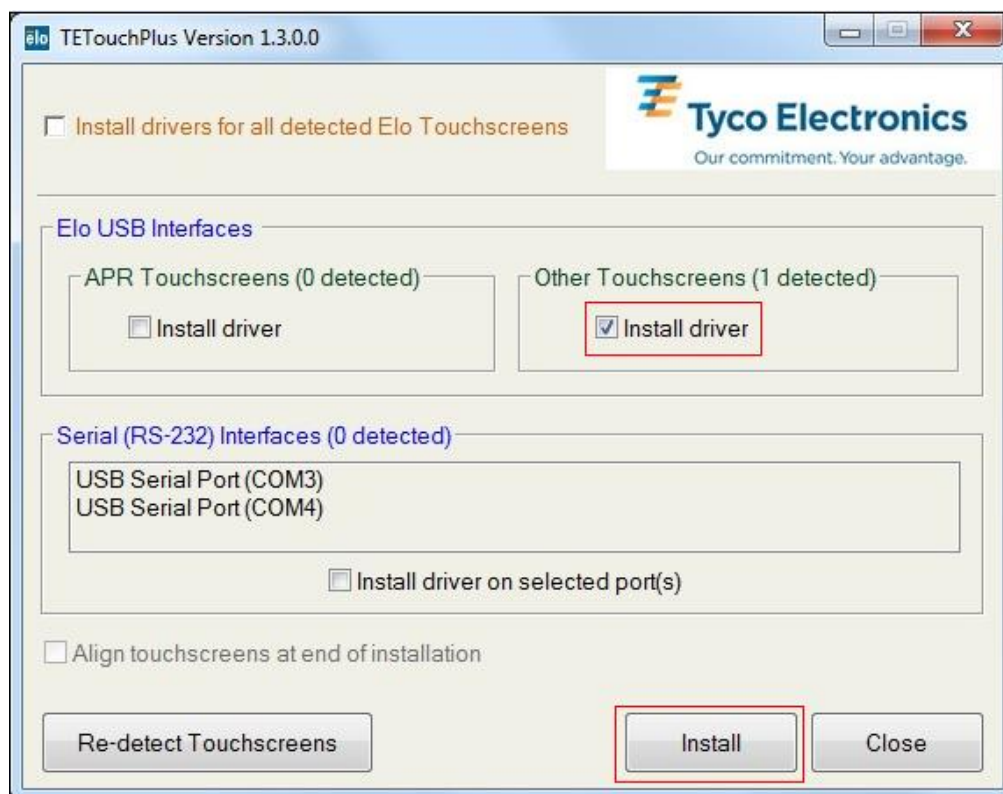 elo TETouchPlus Version 1.3.0.0
Install drivers for all detected Elo Touchscreens
Tyco Electronics
Our commitment. Your advantage.
Elo USB Interfaces
APR Touchscreens (0 detected)
Install driver
Other Touchscreens (1 detected)
Install driver
Serial (RS-232) Interfaces (0 detected)
USB Serial Port (COM3)
USB Serial Port (COM4)
Install driver on selected port(s)
Align touchscreens at end of installation
Re-detect Touchscreens
Install
Close